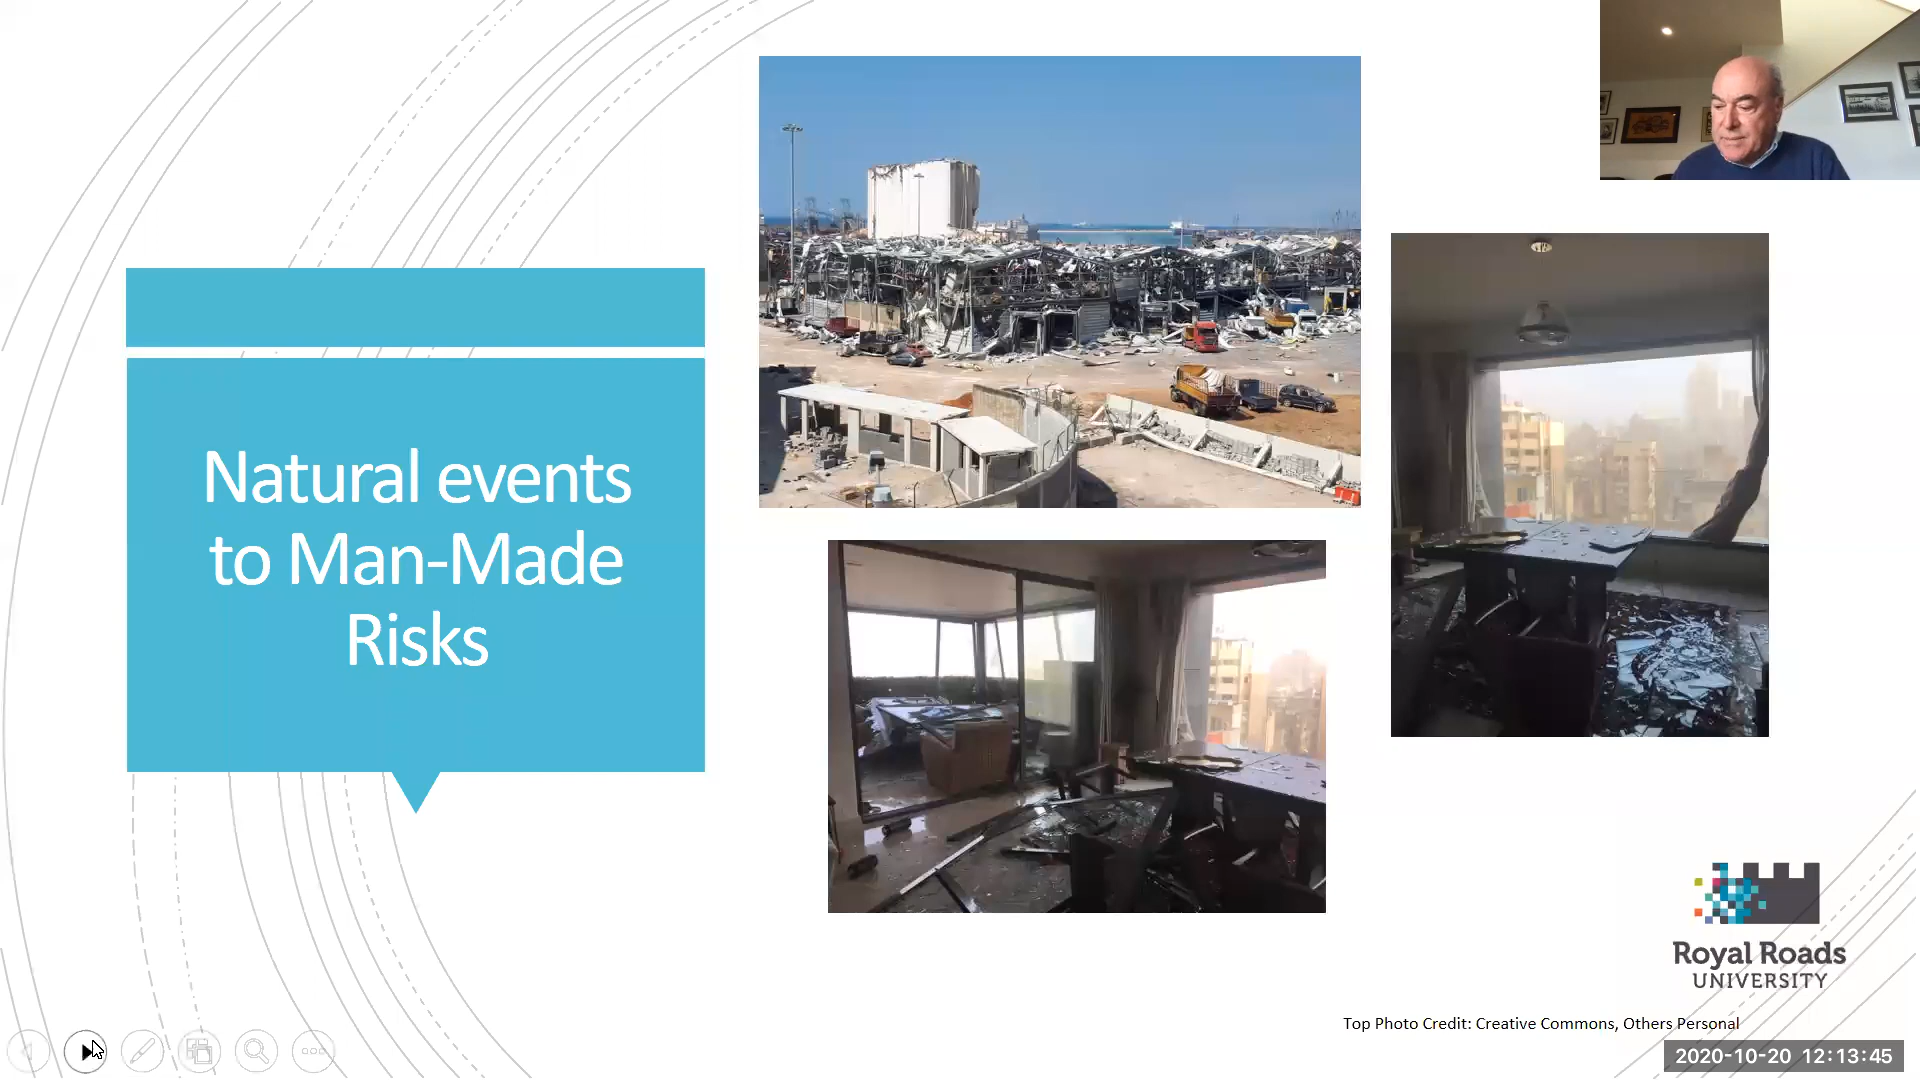 Natural events
to Man-Made
Risks
Royal Roads
UNIVERSITY
Top Photo Credit: Creative Commons, Others Personal
2020-10-20 12:13:45